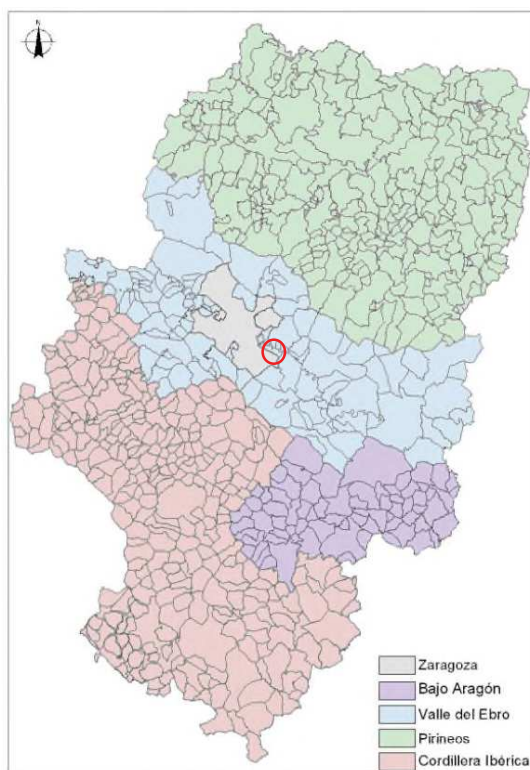 N
Zaragoza
Bajo Aragón
Valle del Ebro
Pirineos
Cordillera Ibérica